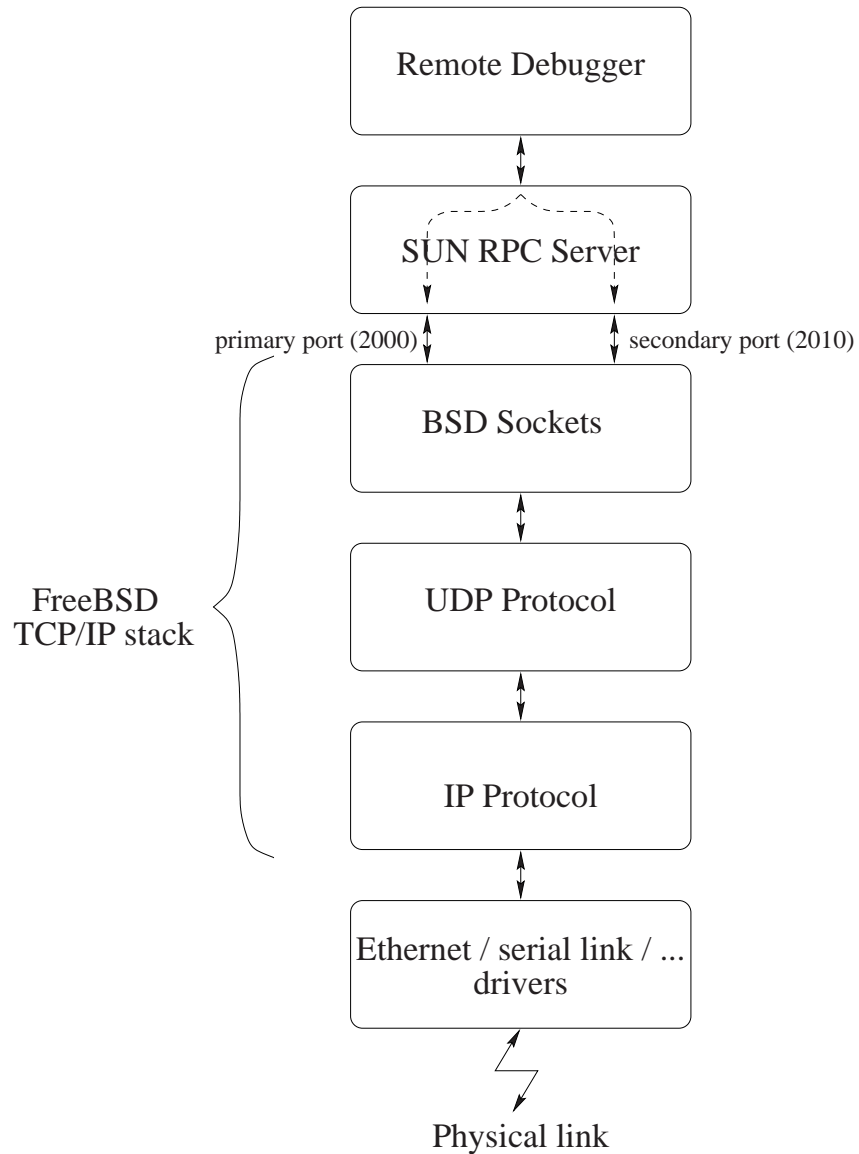 Remote Debugger
SUN RPC Server
primary port (2000)
secondary port (2010)
BSD Sockets
UDP Protocol
FreeBSD
TCP/IP stack
IP Protocol
Ethernet / serial link / ...
drivers
Physical link